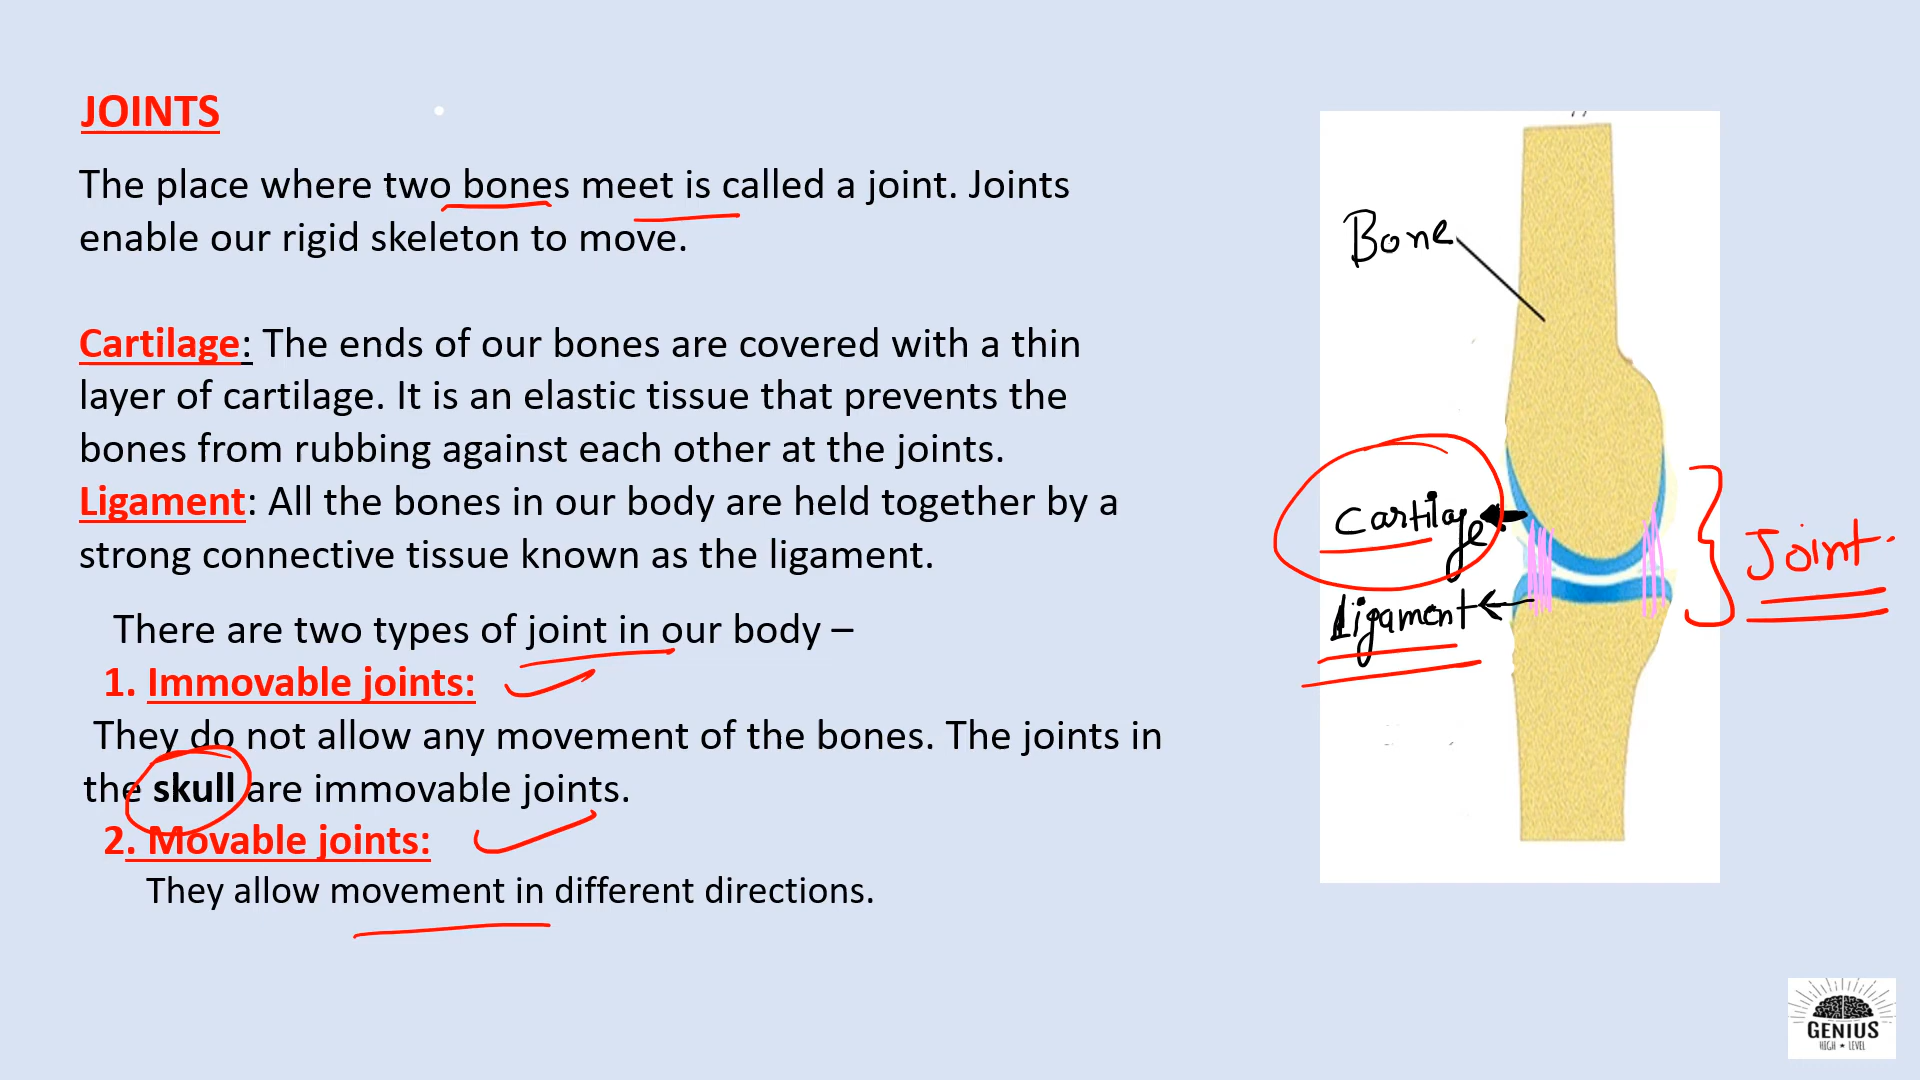 JOINTS
The place where two bones meet is called a joint. Joints
enable our rigid skeleton to move.
Cartilage: The ends of our bones are covered with a thin
layer of cartilage. It is an elastic tissue that prevents the
bones from rubbing against each other at the joints.
Ligament: All the bones in our body are held together by a
strong connective tissue known as the ligament.
There are two types of joint in our body –
1. Immovable joints:
They do not allow any movement of the bones. The joints in
the skull are immovable joints.
2. Movable joints:
They allow movement in different directions.
Bone
Cartilage
Ligament
Joint
GENIUS
HIGH ★ LEVEL